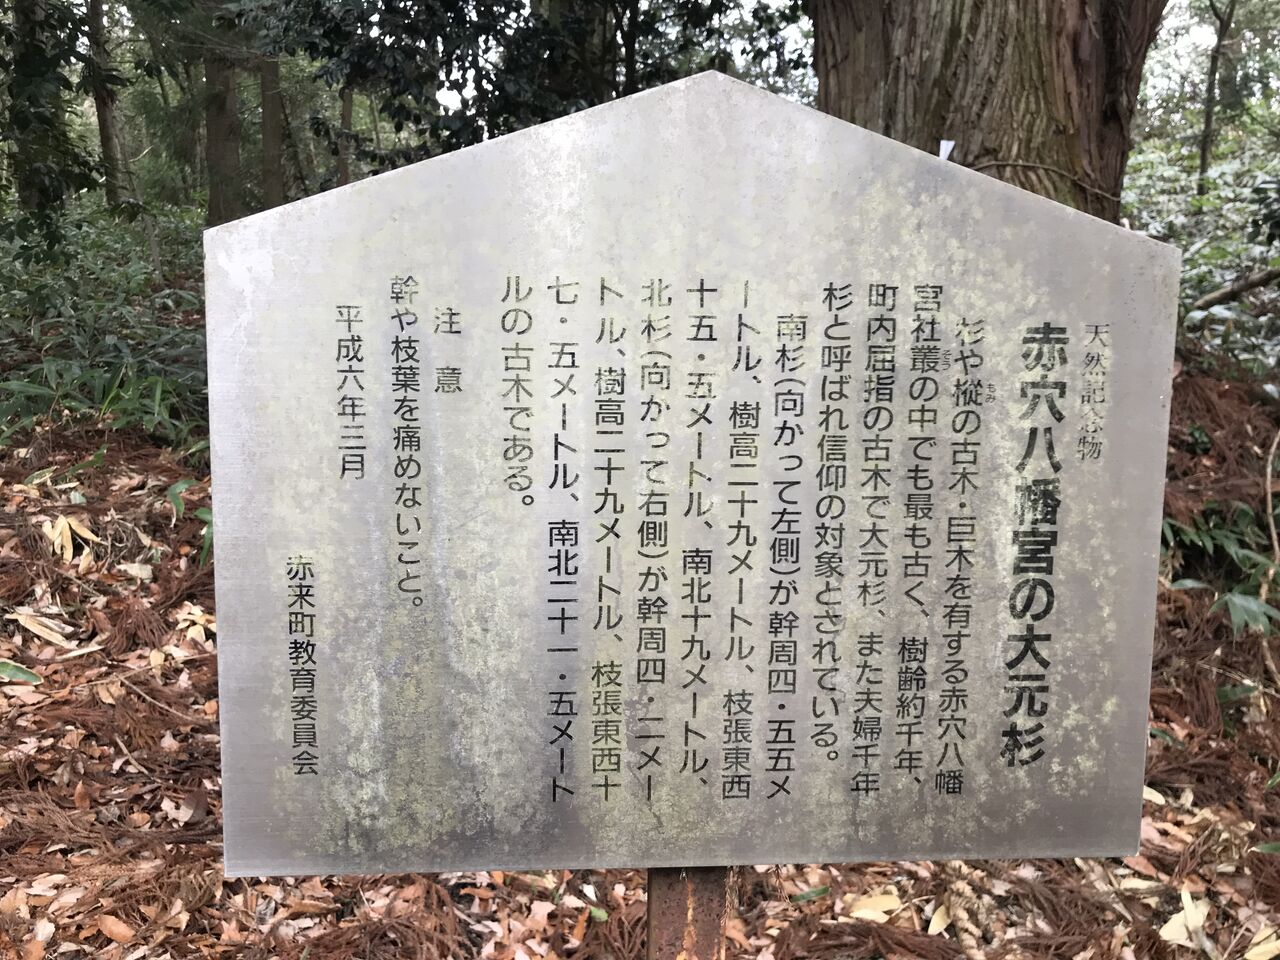 天然記念物
赤穴八幡宮の大元杉
杉や樅の古木・巨木を有する赤穴八幡
もみ
宮社叢の中でも最も古く、樹齢約千年、
そう
町内屈指の古木で大元杉、また夫婦千年
杉と呼ばれ信仰の対象とされている。
南杉(向かって左側)が幹周四・五五メ
ートル、樹高二十九メートル、枝張東西
十五・五メートル、南北十九メートル、
北杉(向かって右側)が幹周四・二メー
トル、樹高二十九メートル、枝張東西十
七・五メートル、南北二十一・五メート
ルの古木である。
注意
幹や枝葉を痛めないこと。
平成六年三月
赤来町教育委員会